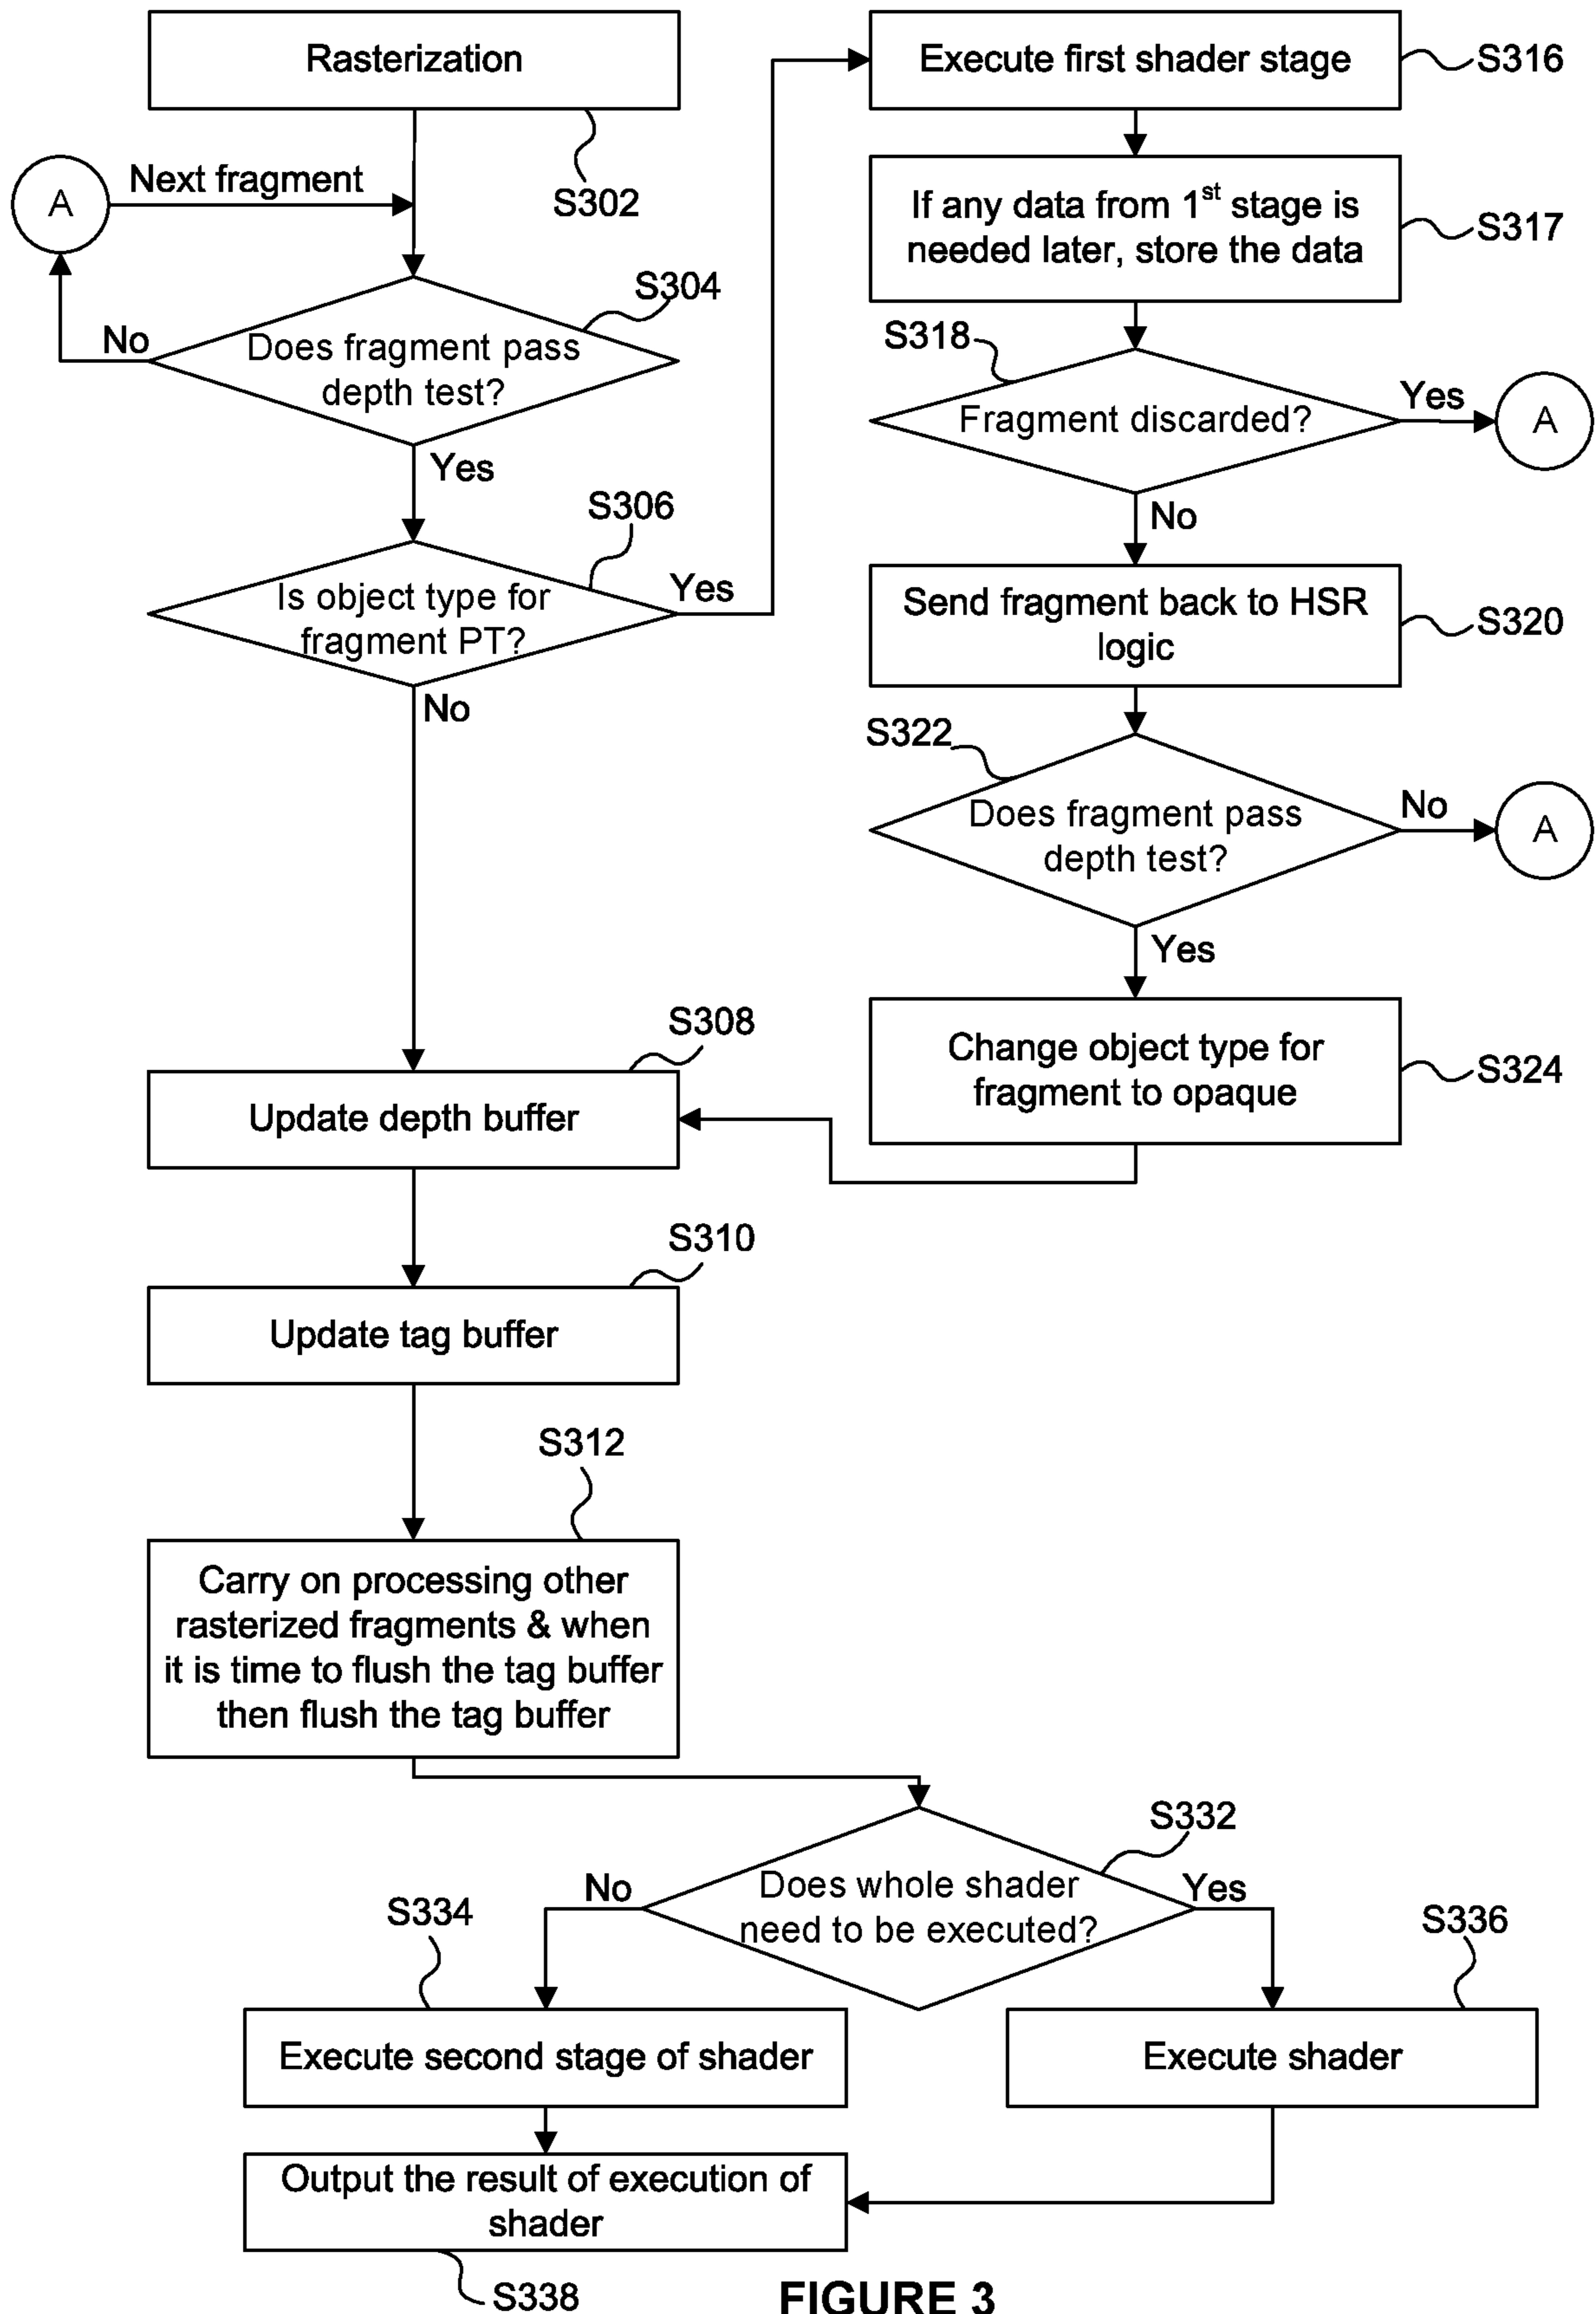 Rasterization
S302
A
Next fragment
S304
Does fragment pass
depth test?
No
Yes
S306
Is object type for
fragment PT?
Yes
No
Execute first shader stage
S316
If any data from 1st stage is
needed later, store the data
S317
S318
Fragment discarded?
Yes
A
No
Send fragment back to HSR
logic
S320
S322
Does fragment pass
depth test?
No
A
Yes
Change object type for
fragment to opaque
S324
S308
Update depth buffer
S310
Update tag buffer
S312
Carry on processing other
rasterized fragments & when
it is time to flush the tag buffer
then flush the tag buffer
S332
Does whole shader
need to be executed?
No
Yes
S334
Execute second stage of shader
S336
Execute shader
Output the result of execution of
shader
S338
FIGURE 3